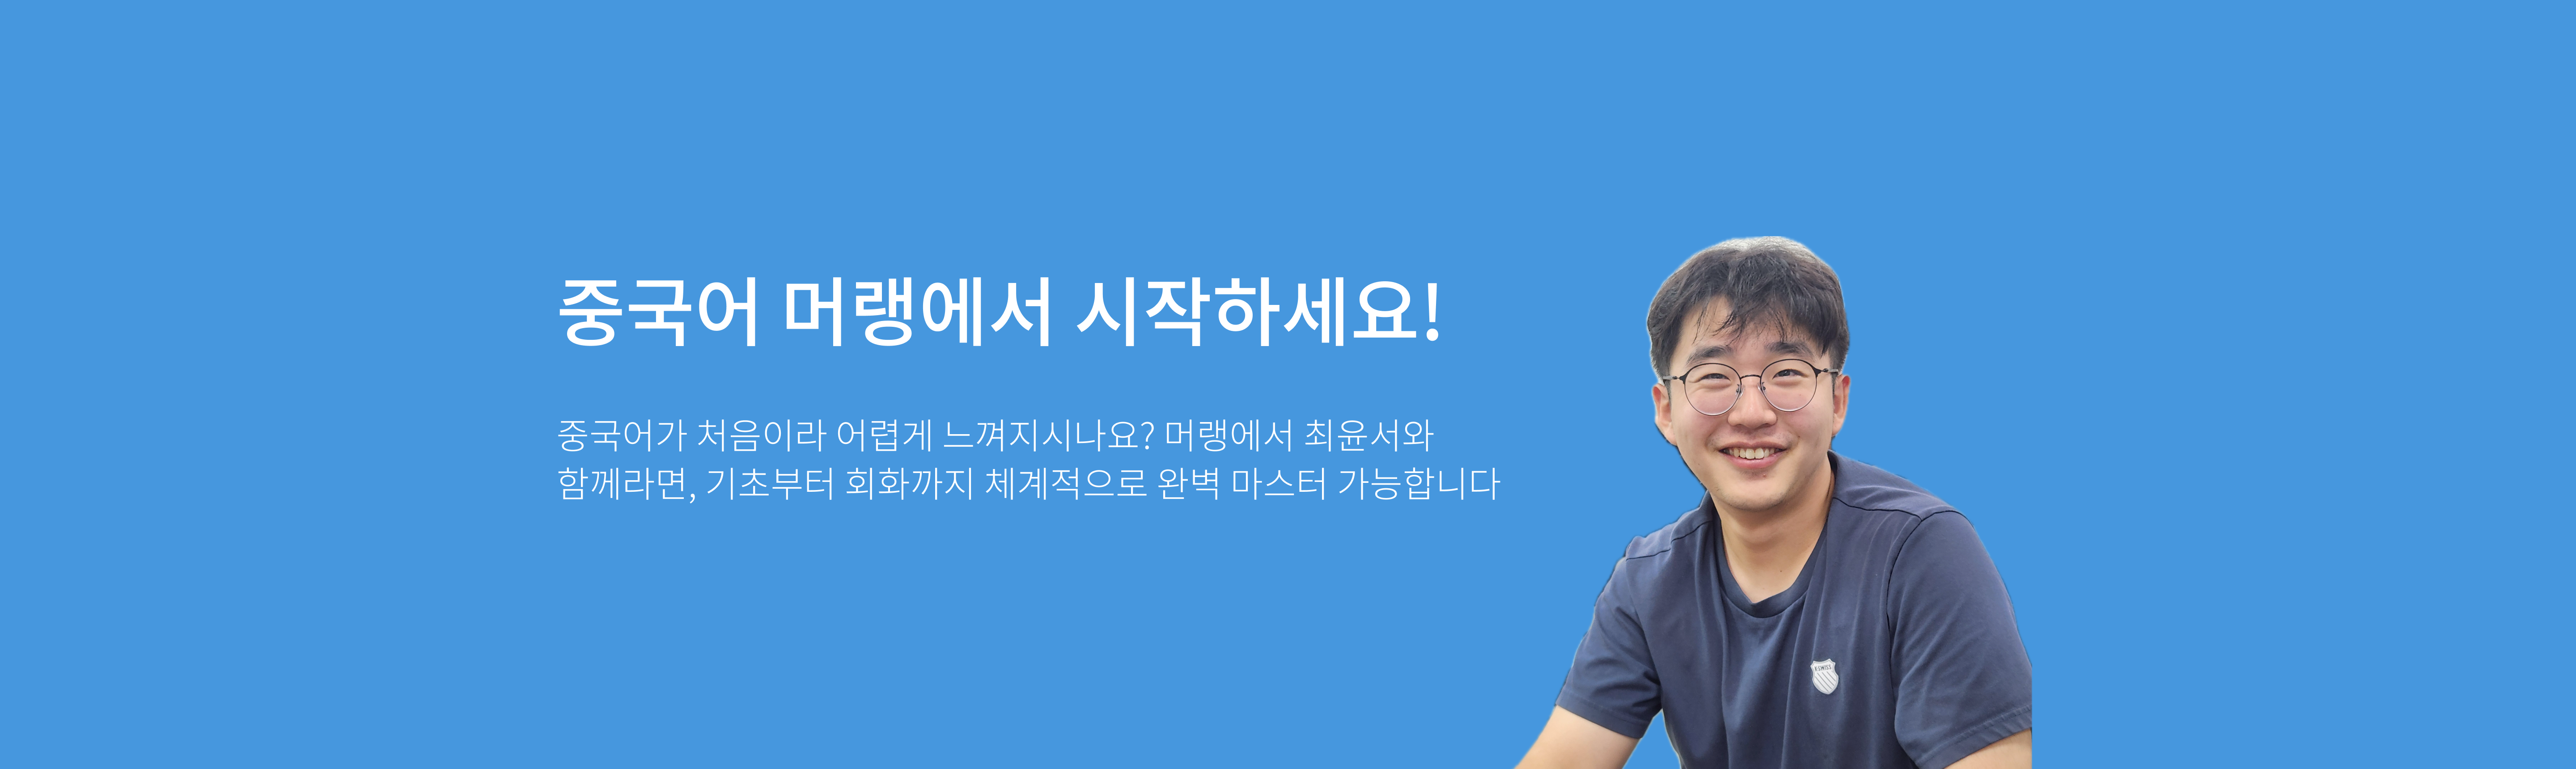 중국어 머랭에서 시작하세요!
중국어가 처음이라 어렵게 느껴지시나요? 머랭에서 최윤서와
함께라면, 기초부터 회화까지 체계적으로 완벽 마스터 가능합니다
K·SWISS